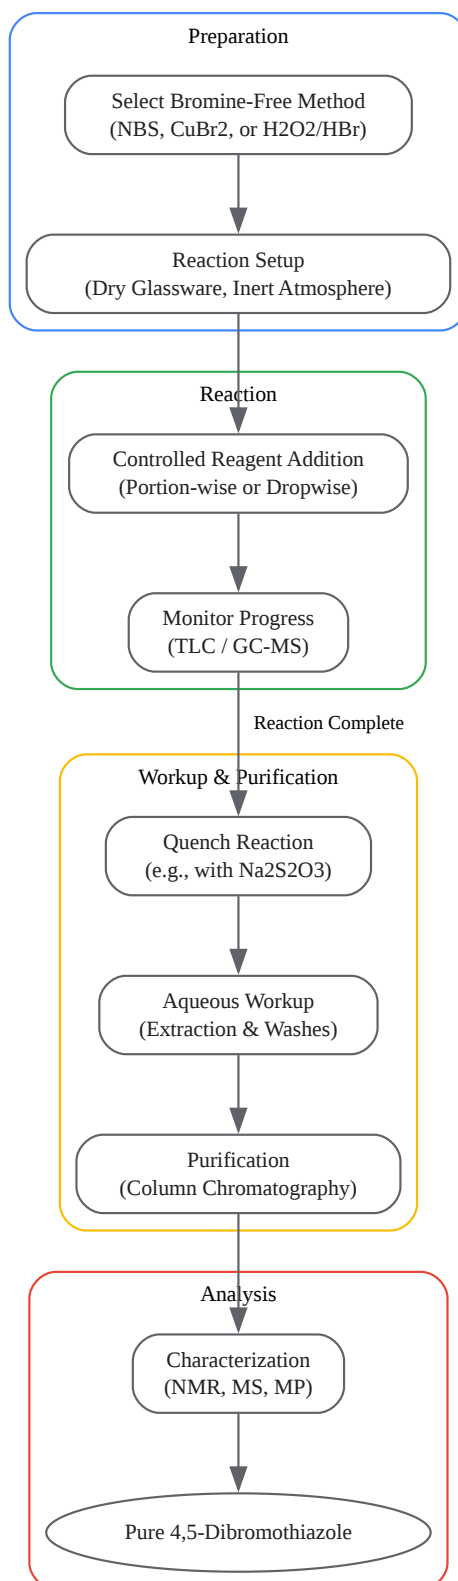 Preparation
Select Bromine-Free Method
(NBS, CuBr2, or H2O2/HBr)
Reaction Setup
(Dry Glassware, Inert Atmosphere)
Reaction
Controlled Reagent Addition
(Portion-wise or Dropwise)
Monitor Progress
(TLC / GC-MS)
Reaction Complete
Workup & Purification
Quench Reaction
(e.g., with Na2S2O3)
Aqueous Workup
(Extraction & Washes)
Purification
(Column Chromatography)
Analysis
Characterization
(NMR, MS, MP)
Pure 4,5-Dibromothiazole